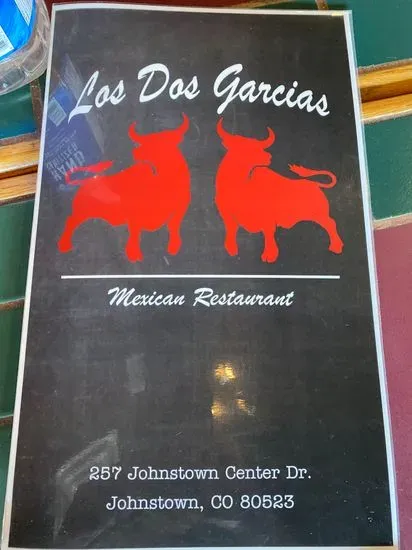 Los Dos Garcias
Mexican Restaurant
257 Johnstown Center Dr.
Johnstown, CO 80523